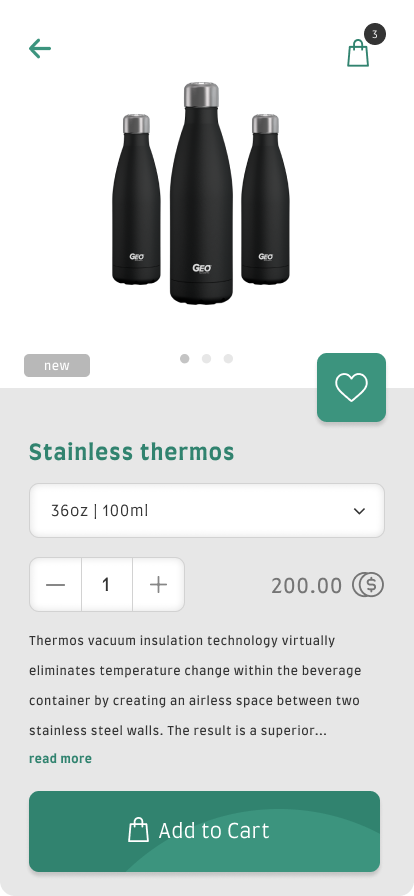 3
GEO
GEO
GEO
new
Stainless thermos
36oz | 100ml
1
200.00
Thermos vacuum insulation technology virtually
eliminates temperature change within the beverage
container by creating an airless space between two
stainless steel walls. The result is a superior...
read more
Add to Cart